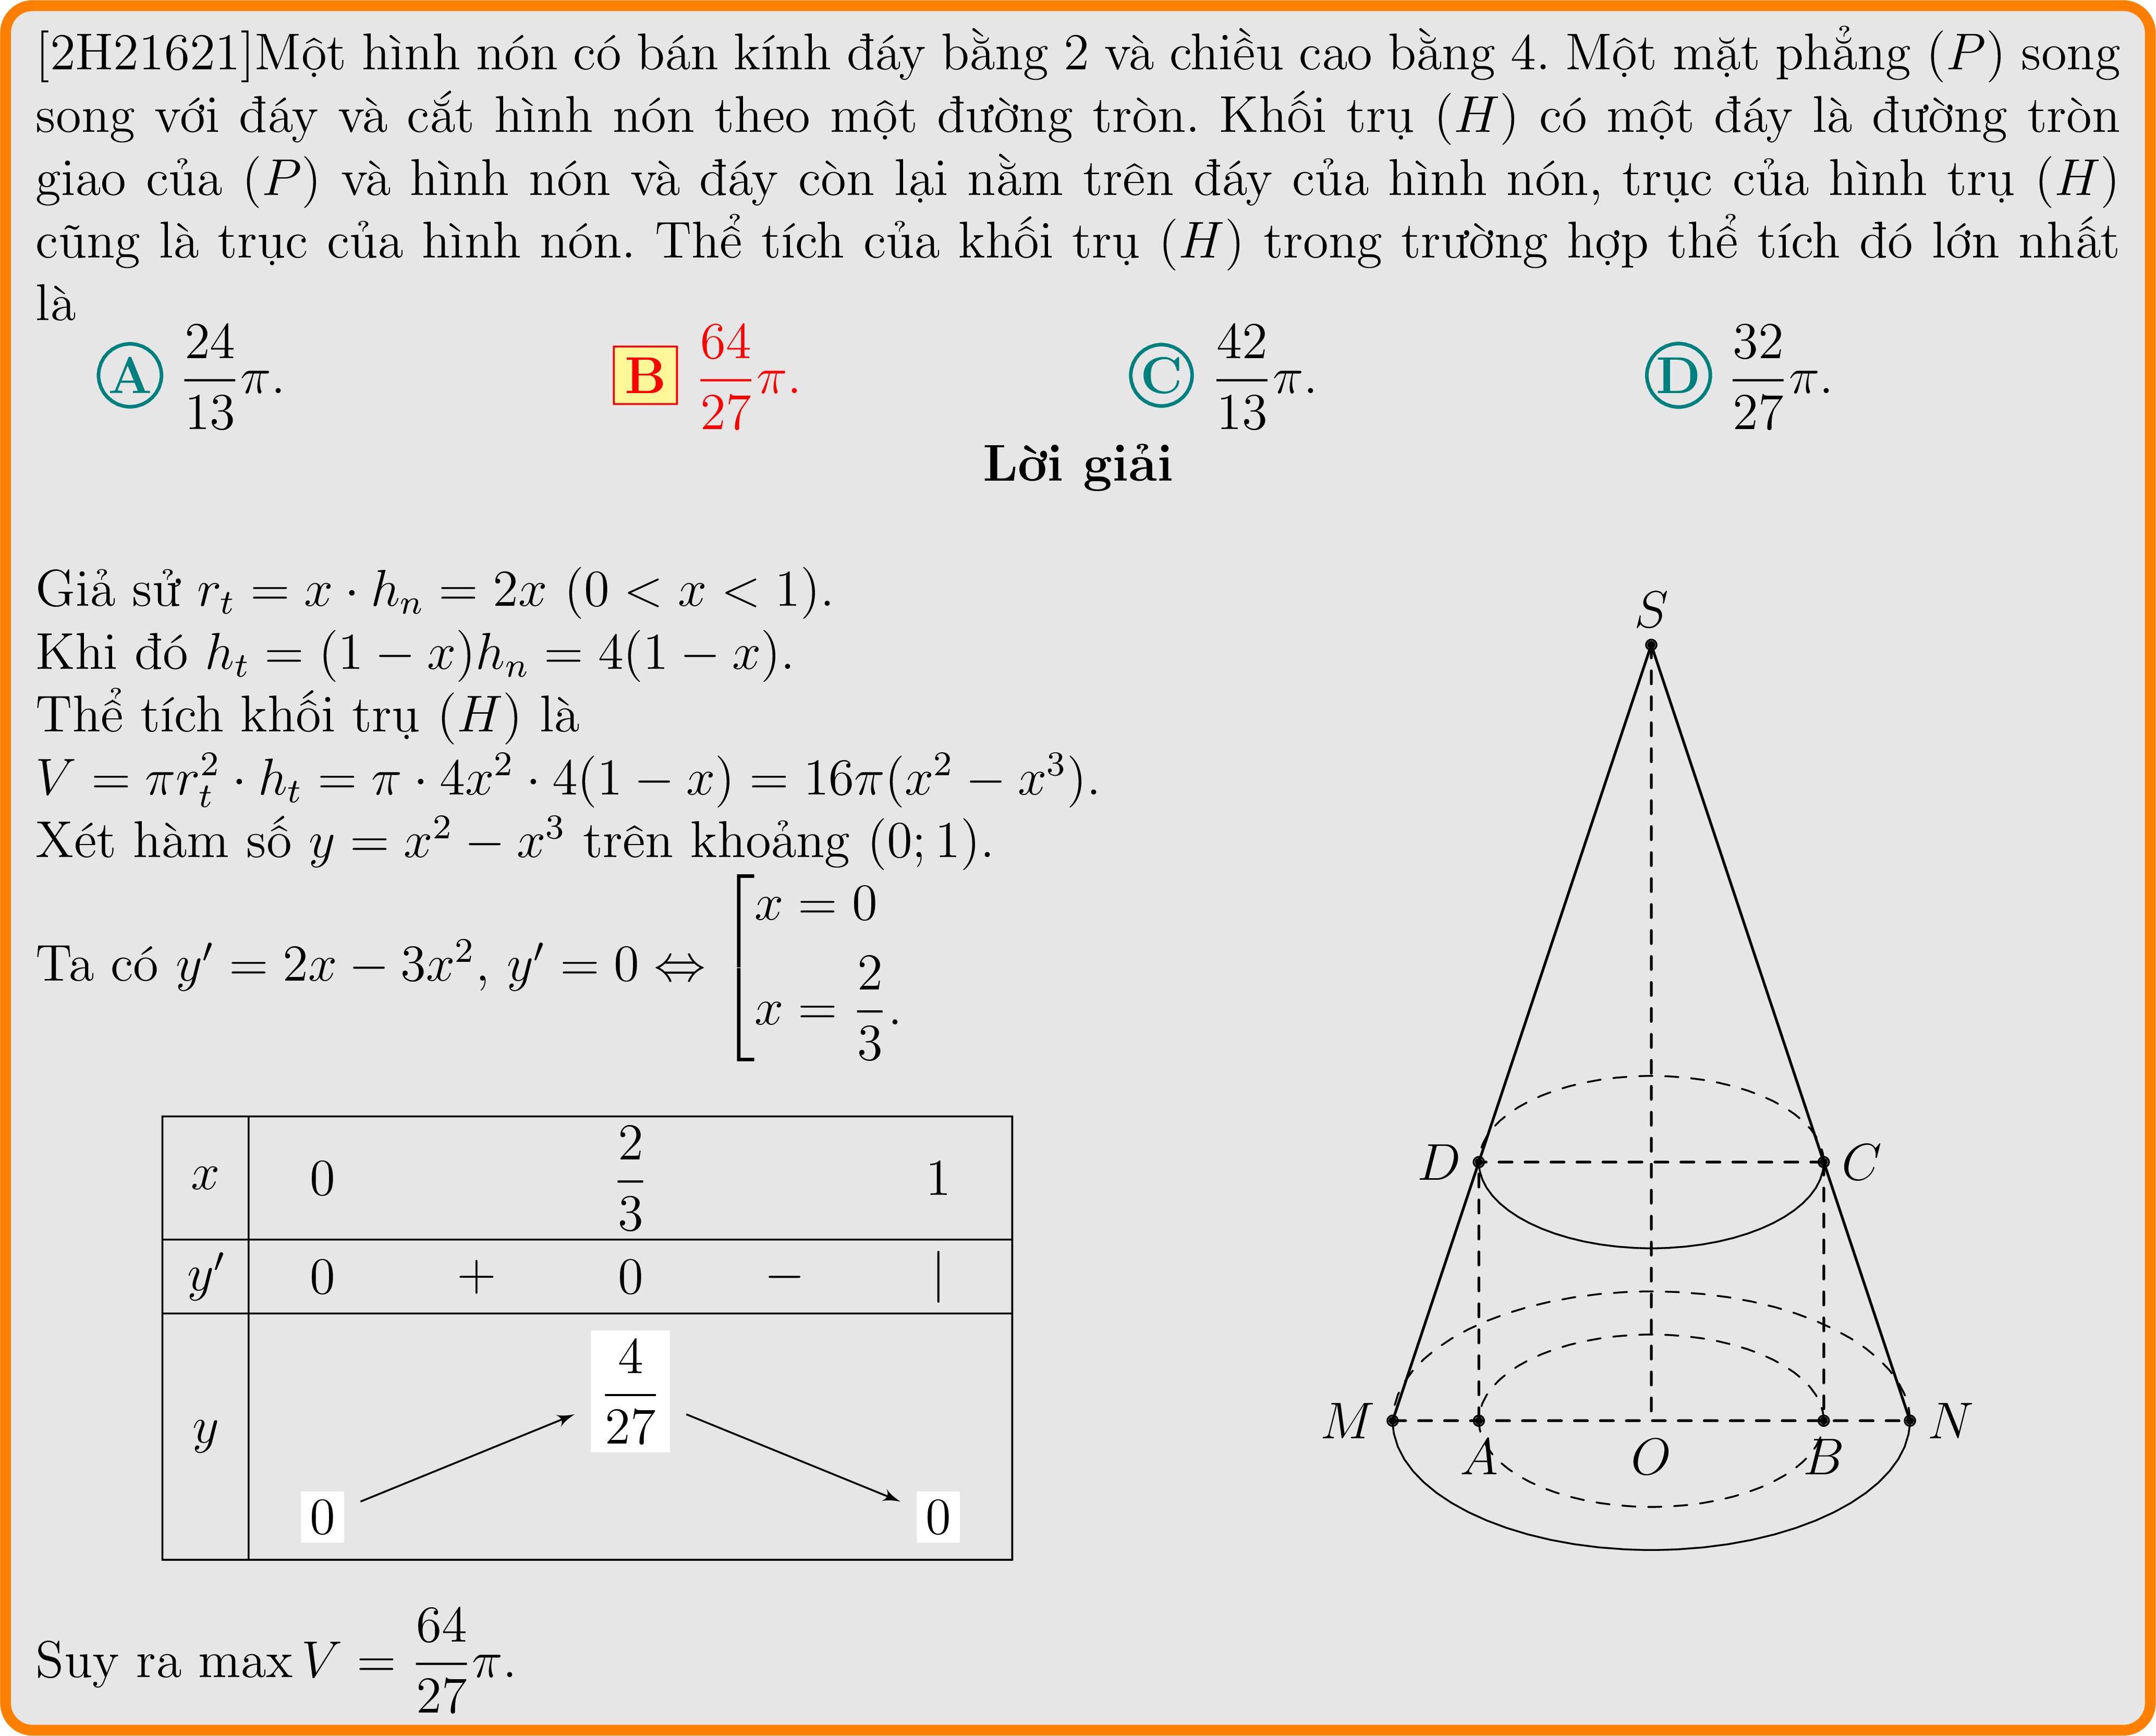 [2H21621]Một hình nón có bán kính đáy bằng 2 và chiều cao bằng 4. Một mặt phẳng (P) song
song với đáy và cắt hình nón theo một đường tròn. Khối trụ (H) có một đáy là đường tròn
giao của (P) và hình nón và đáy còn lại nằm trên đáy của hình nón, trục của hình trụ (H)
cũng là trục của hình nón. Thể tích của khối trụ (H) trong trường hợp thể tích đó lớn nhất
là
A $\frac{24}{13}\pi$. B $\frac{64}{27}\pi$. C $\frac{42}{13}\pi$. D $\frac{32}{27}\pi$.
Lời giải
Giả sử $r_t = x \cdot h_n = 2x$ $(0 < x < 1)$.
Khi đó $h_t = (1 - x)h_n = 4(1 - x)$.
Thể tích khối trụ (H) là
$V = \pi r_t^2 \cdot h_t = \pi \cdot 4x^2 \cdot 4(1 - x) = 16\pi(x^2 - x^3)$.
Xét hàm số $y = x^2 - x^3$ trên khoảng $(0; 1)$.
Ta có $y' = 2x - 3x^2$, $y' = 0 \Leftrightarrow \left[\begin{array}{l} x = 0 \\ x = \frac{2}{3}. \end{array}\right.$
x 0 $\frac{2}{3}$ 1
y′ 0 + 0 − |
y 0 $\frac{4}{27}$ 0
Suy ra $\max V = \frac{64}{27}\pi$.
S
D C
M A O B N